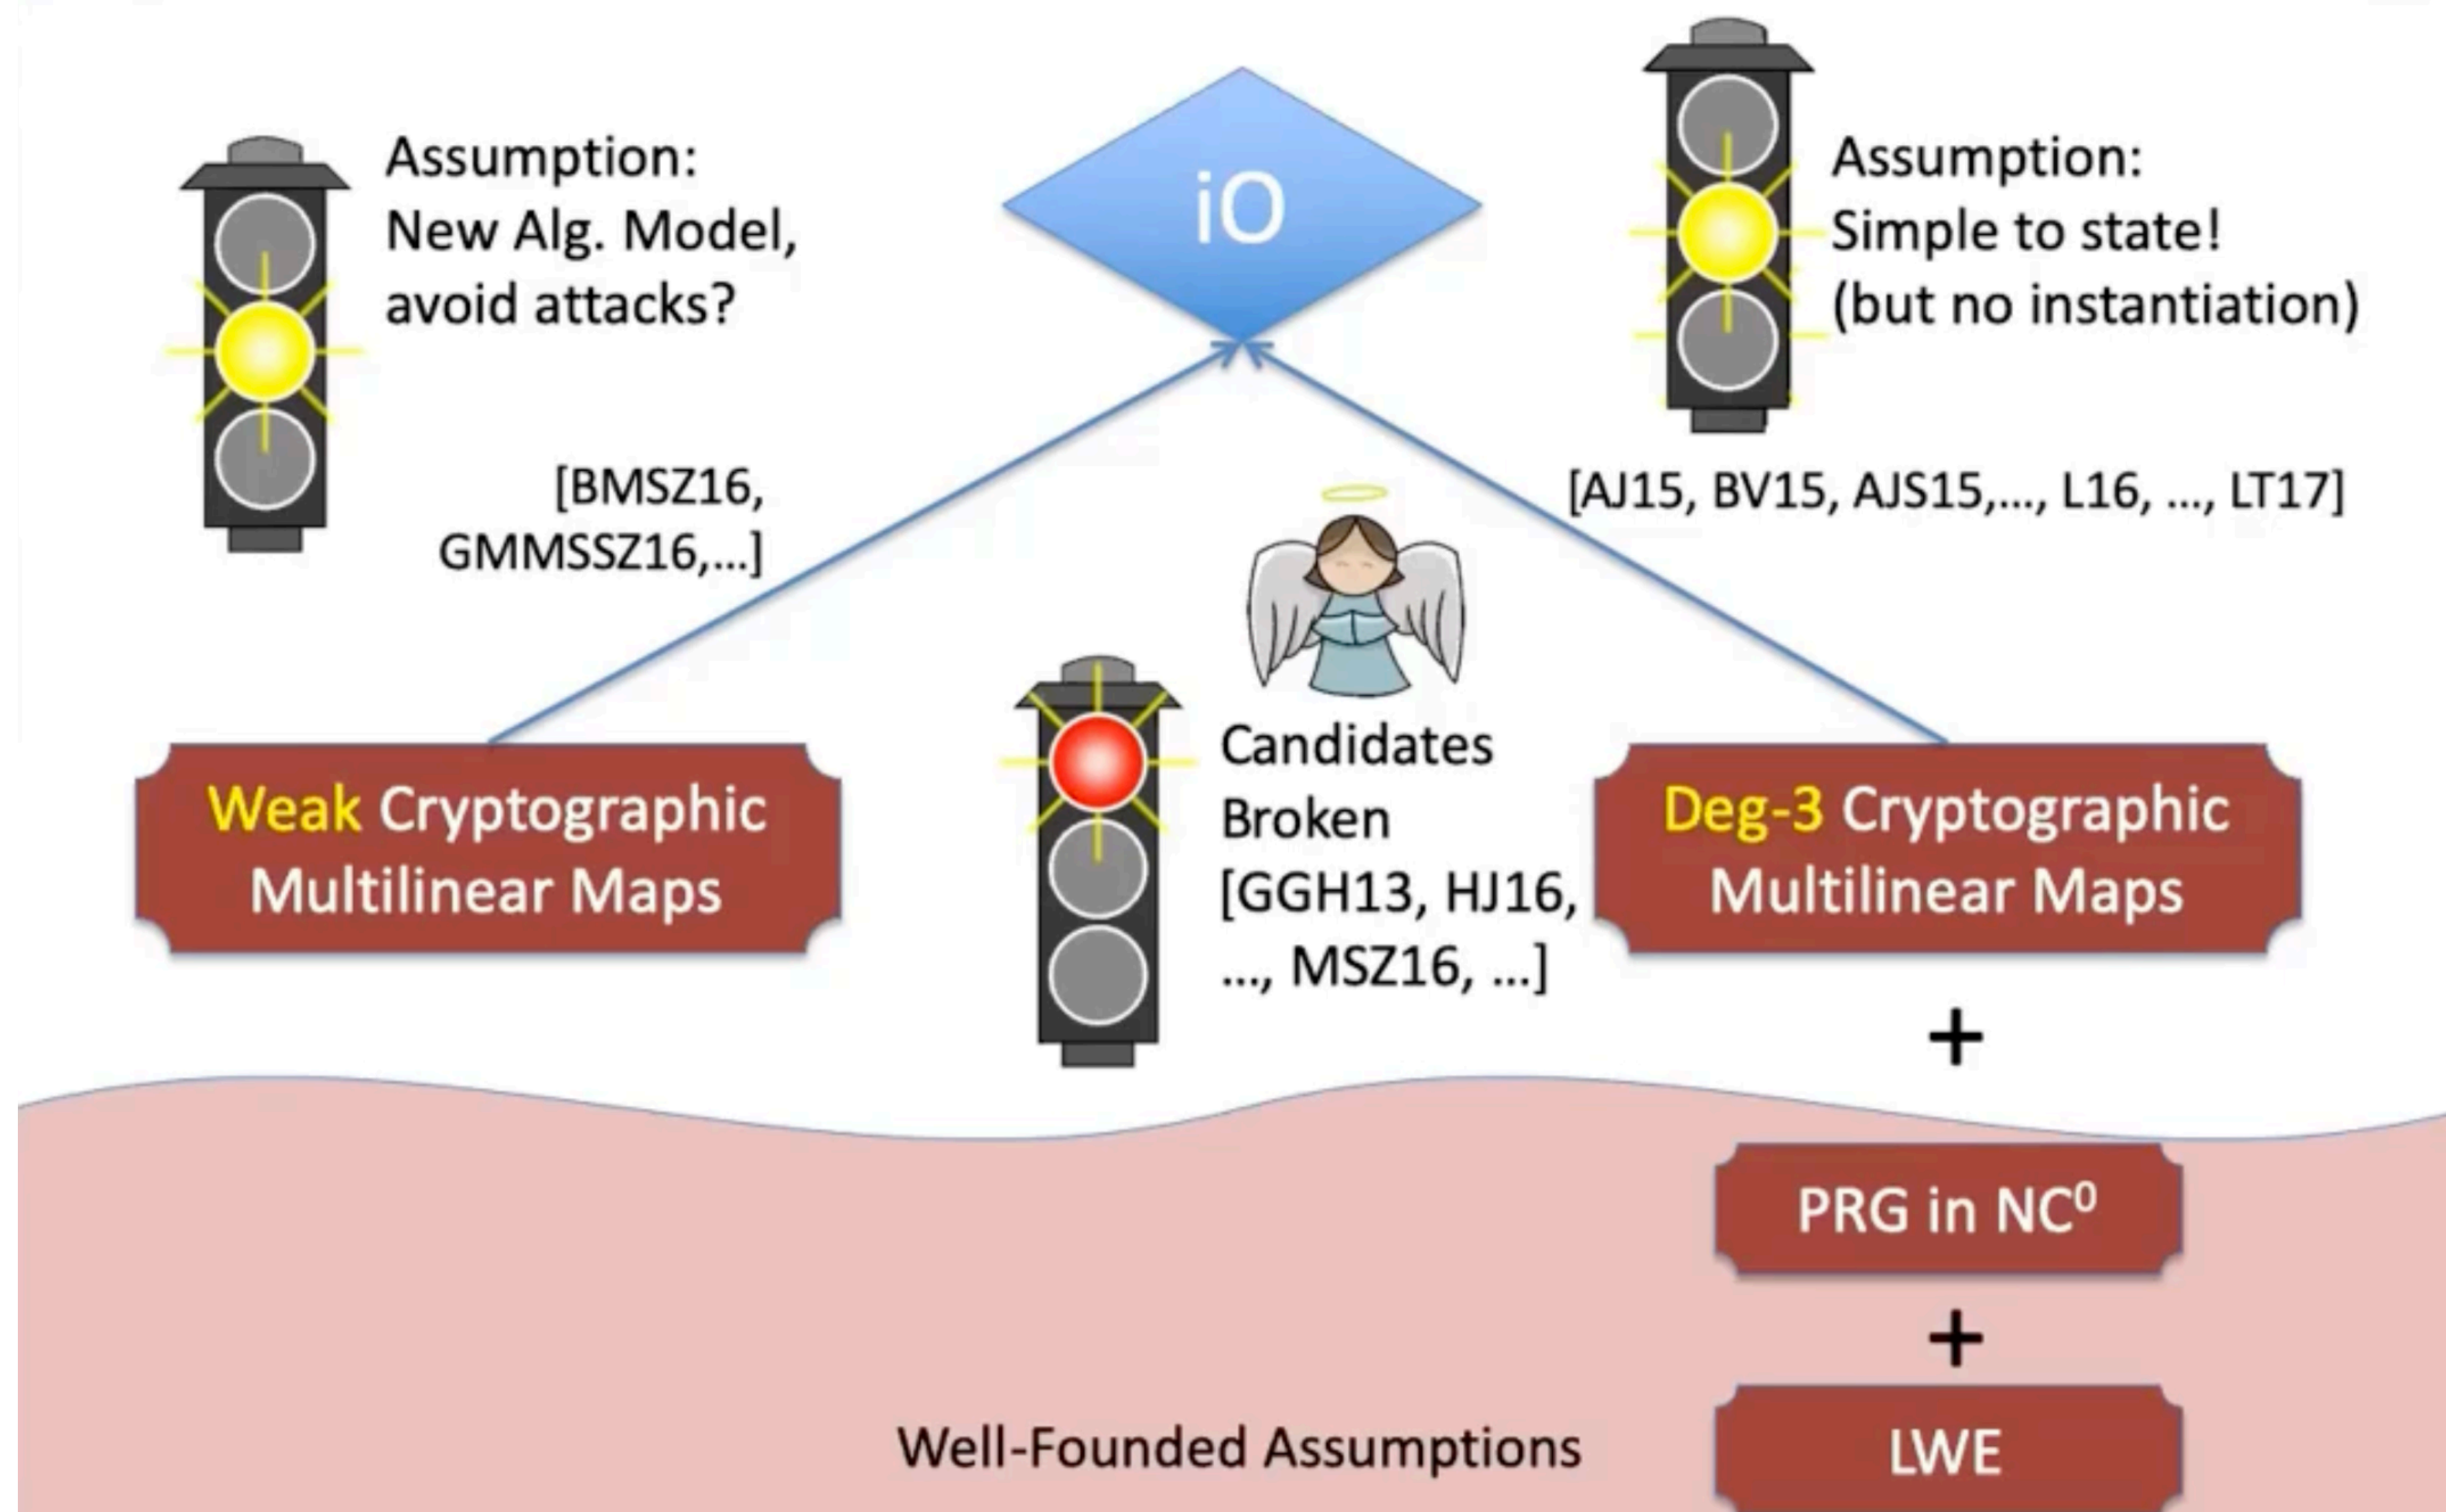 Assumption:
New Alg. Model,
avoid attacks?
iO
Assumption:
Simple to state!
(but no instantiation)
[BMSZ16,
GMMSSZ16,...]
[AJ15, BV15, AJS15,..., L16, ..., LT17]
Weak Cryptographic
Multilinear Maps
Candidates
Broken
[GGH13, HJ16,
..., MSZ16, ...]
Deg-3 Cryptographic
Multilinear Maps
+
PRG in NC⁰
+
LWE
Well-Founded Assumptions